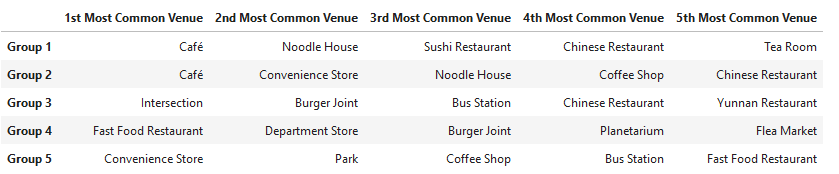 1st Most Common Venue 2nd Most Common Venue 3rd Most Common Venue 4th Most Common Venue 5th Most Common Venue
Group 1 Café Noodle House Sushi Restaurant Chinese Restaurant Tea Room
Group 2 Café Convenience Store Noodle House Coffee Shop Chinese Restaurant
Group 3 Intersection Burger Joint Bus Station Chinese Restaurant Yunnan Restaurant
Group 4 Fast Food Restaurant Department Store Burger Joint Planetarium Flea Market
Group 5 Convenience Store Park Coffee Shop Bus Station Fast Food Restaurant